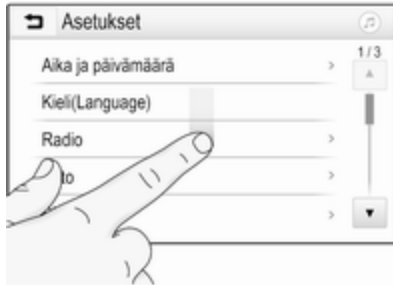 Asetukset
1/3
Aika ja päivämäärä
Kieli(Language)
Radio